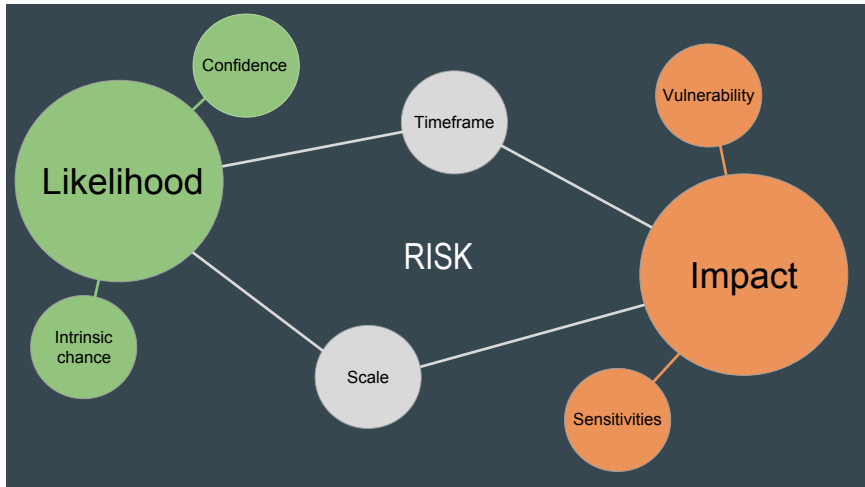 Confidence
Vulnerability
Timeframe
Likelihood
RISK
Impact
Intrinsic
chance
Scale
Sensitivities